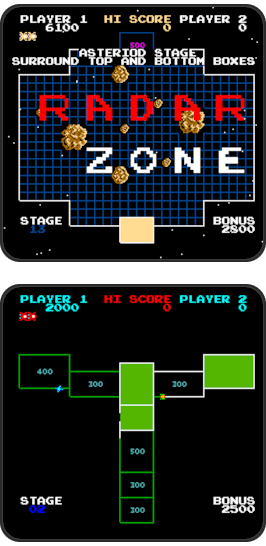 PLAYER 1 HI SCORE PLAYER 2
6100 0 0
500
ASTERIOD STAGE
SURROUND TOP AND BOTTOM BOXES
RADAR
ZONE
STAGE BONUS
13 2800
PLAYER 1 HI SCORE PLAYER 2
2000 0 0
400
300 300
500
300
300
STAGE BONUS
02 2500